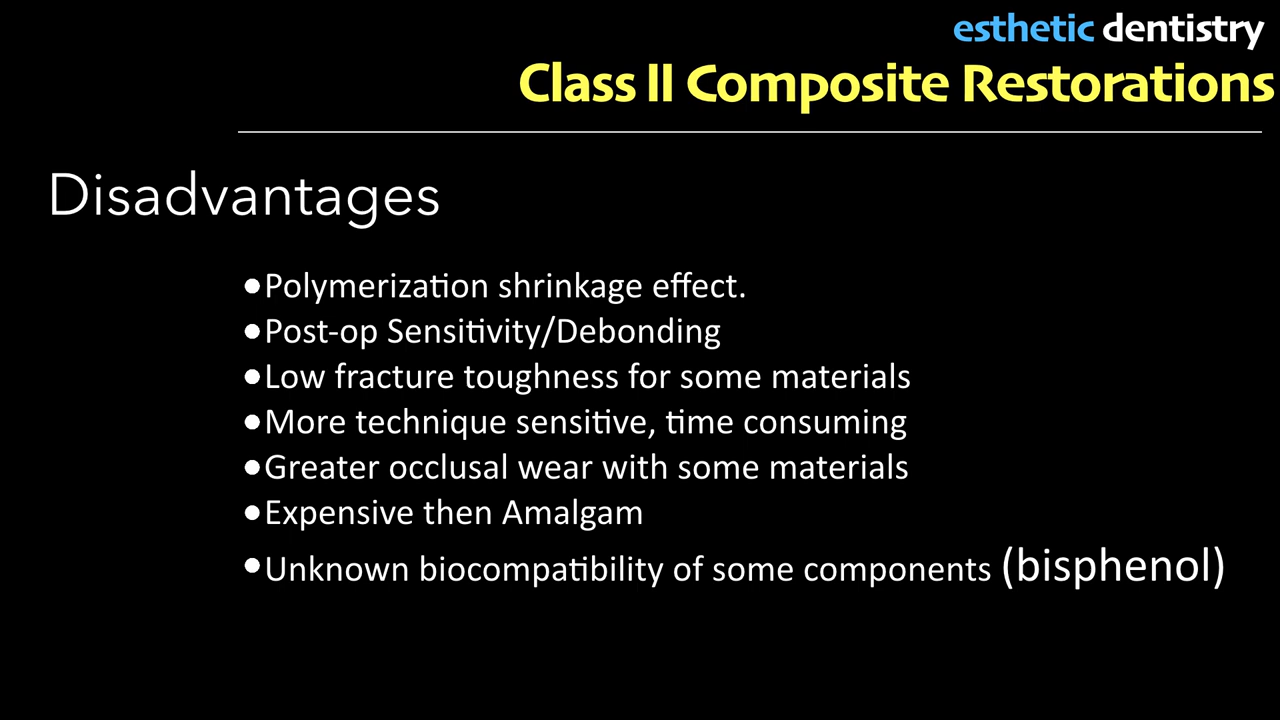 esthetic dentistry
Class II Composite Restorations
Disadvantages
•Polymerization shrinkage effect.
•Post-op Sensitivity/Debonding
•Low fracture toughness for some materials
•More technique sensitive, time consuming
•Greater occlusal wear with some materials
•Expensive then Amalgam
•Unknown biocompatibility of some components (bisphenol)